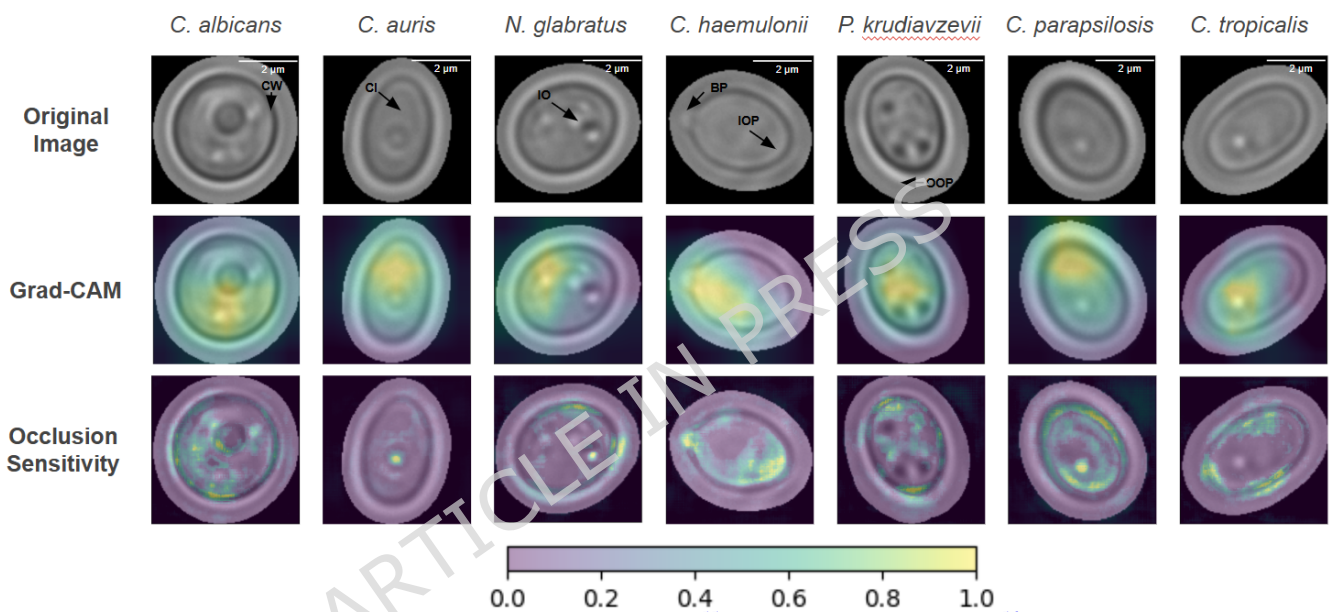 C. albicans C. auris N. glabratus C. haemulonii P. krudiavzevii C. parapsilosis C. tropicalis
Original
Image
2 µm 2 µm 2 µm 2 µm 2 µm 2 µm 2 µm
CW CI IO BP IOP OOP
Grad-CAM
Occlusion
Sensitivity
ARTICLE IN PRESS
0.0 0.2 0.4 0.6 0.8 1.0